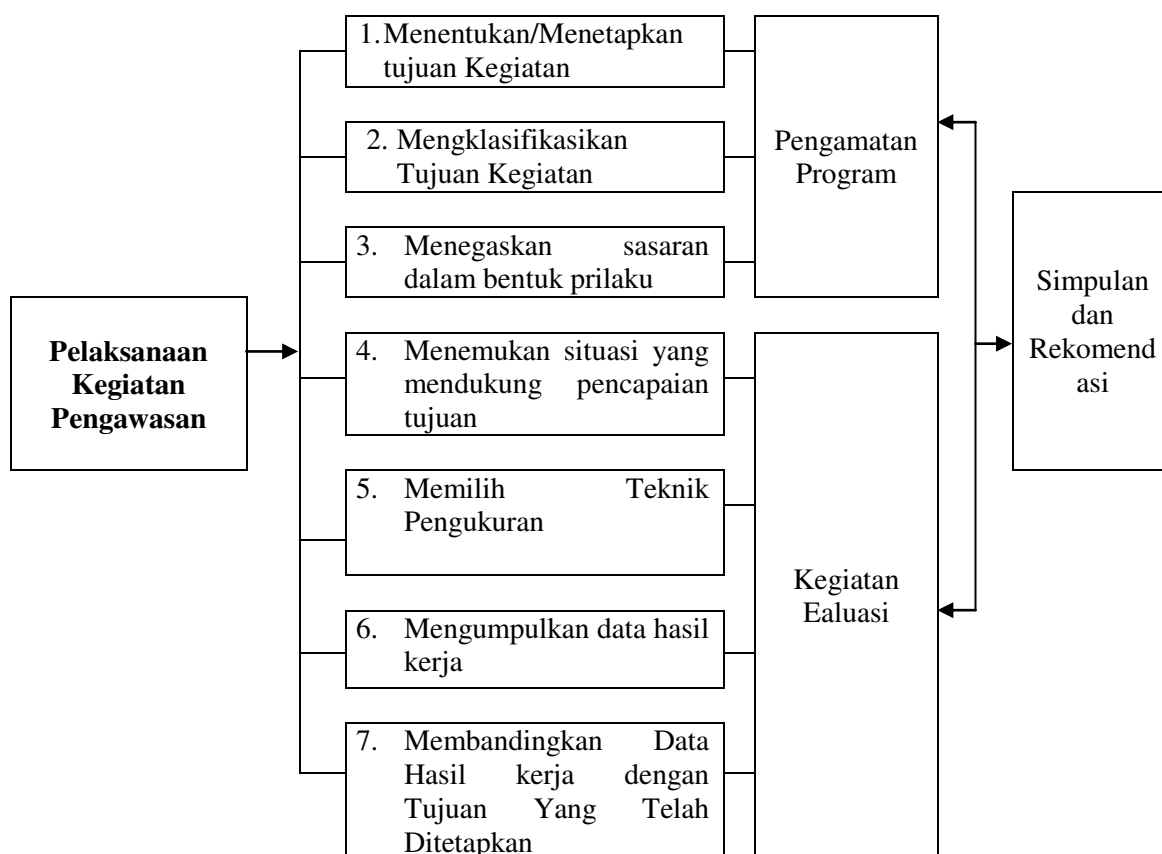 Pelaksanaan
Kegiatan
Pengawasan
1. Menentukan/Menetapkan
tujuan Kegiatan
2. Mengklasifikasikan
Tujuan Kegiatan
3. Menegaskan sasaran
dalam bentuk prilaku
4. Menemukan situasi yang
mendukung pencapaian
tujuan
5. Memilih Teknik
Pengukuran
6. Mengumpulkan data hasil
kerja
7. Membandingkan Data
Hasil kerja dengan
Tujuan Yang Telah
Ditetapkan
Pengamatan
Program
Kegiatan
Ealuasi
Simpulan
dan
Rekomend
asi